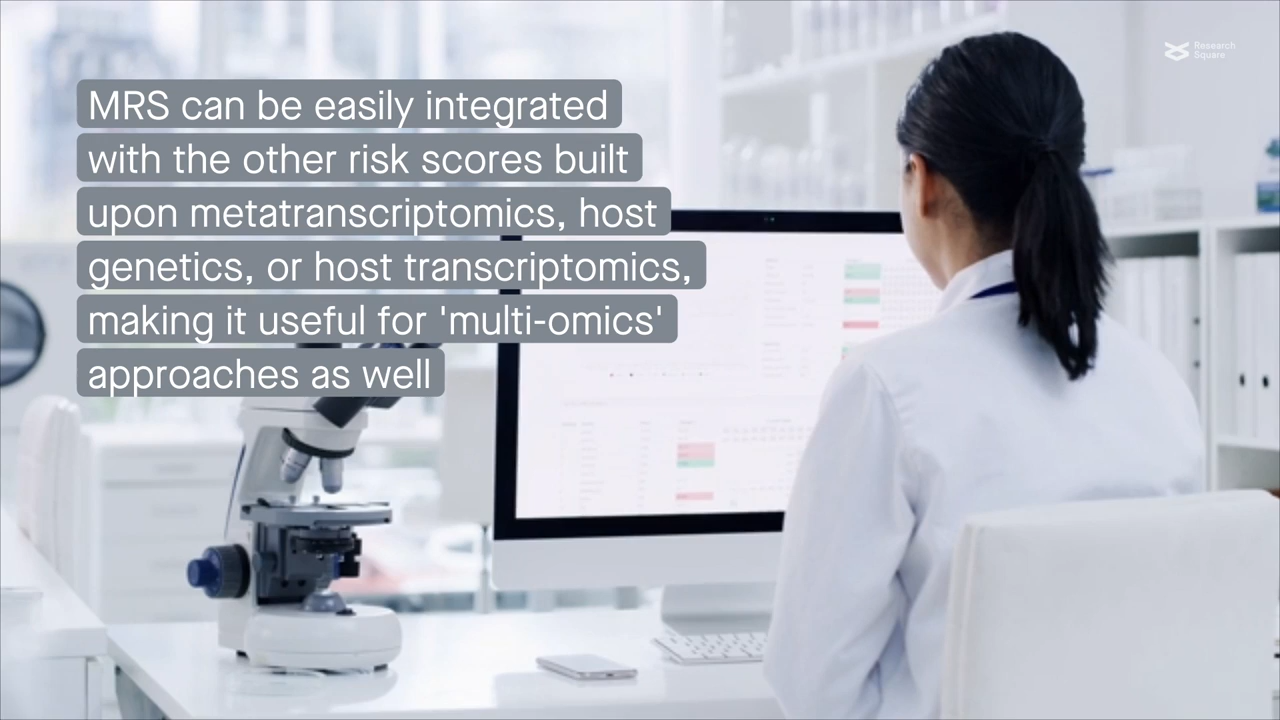 MRS can be easily integrated
with the other risk scores built
upon metatranscriptomics, host
genetics, or host transcriptomics,
making it useful for 'multi-omics'
approaches as well
Research
Square